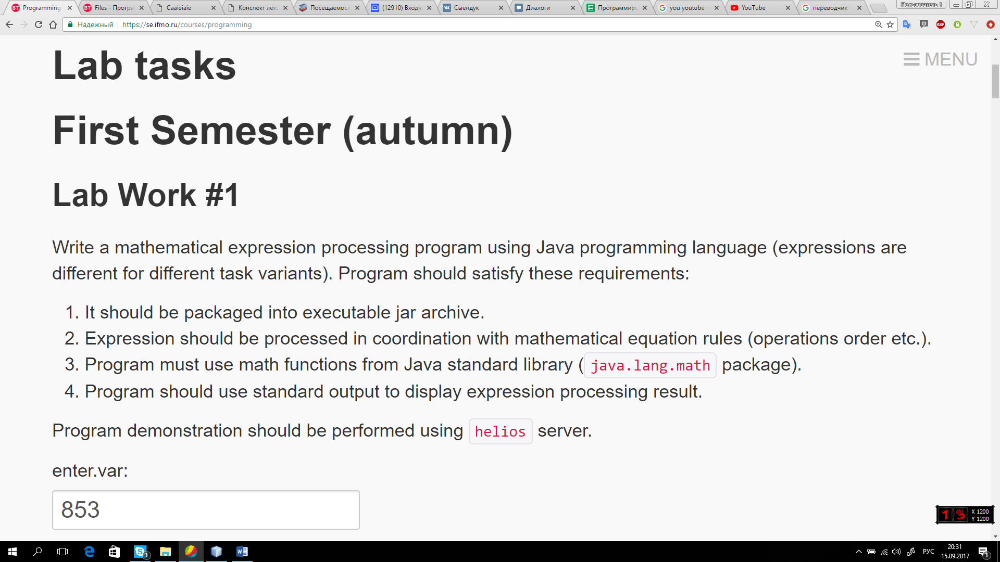 Programming
Files - Програ
Caaieiaie
Конспект лек
Посещаемост
(12910) Входя
Сыендук
Диалоги
Программиро
you youtube -
YouTube
переводчик -
Пользователь 1
Надежный
https://se.ifmo.ru/courses/programming
ABP
MENU
Lab tasks
First Semester (autumn)
Lab Work #1
Write a mathematical expression processing program using Java programming language (expressions are
different for different task variants). Program should satisfy these requirements:
1. It should be packaged into executable jar archive.
2. Expression should be processed in coordination with mathematical equation rules (operations order etc.).
3. Program must use math functions from Java standard library ( java.lang.math package).
4. Program should use standard output to display expression processing result.
Program demonstration should be performed using helios server.
enter.var:
853
X 1200
Y 1200
РУС
20:31
15.09.2017